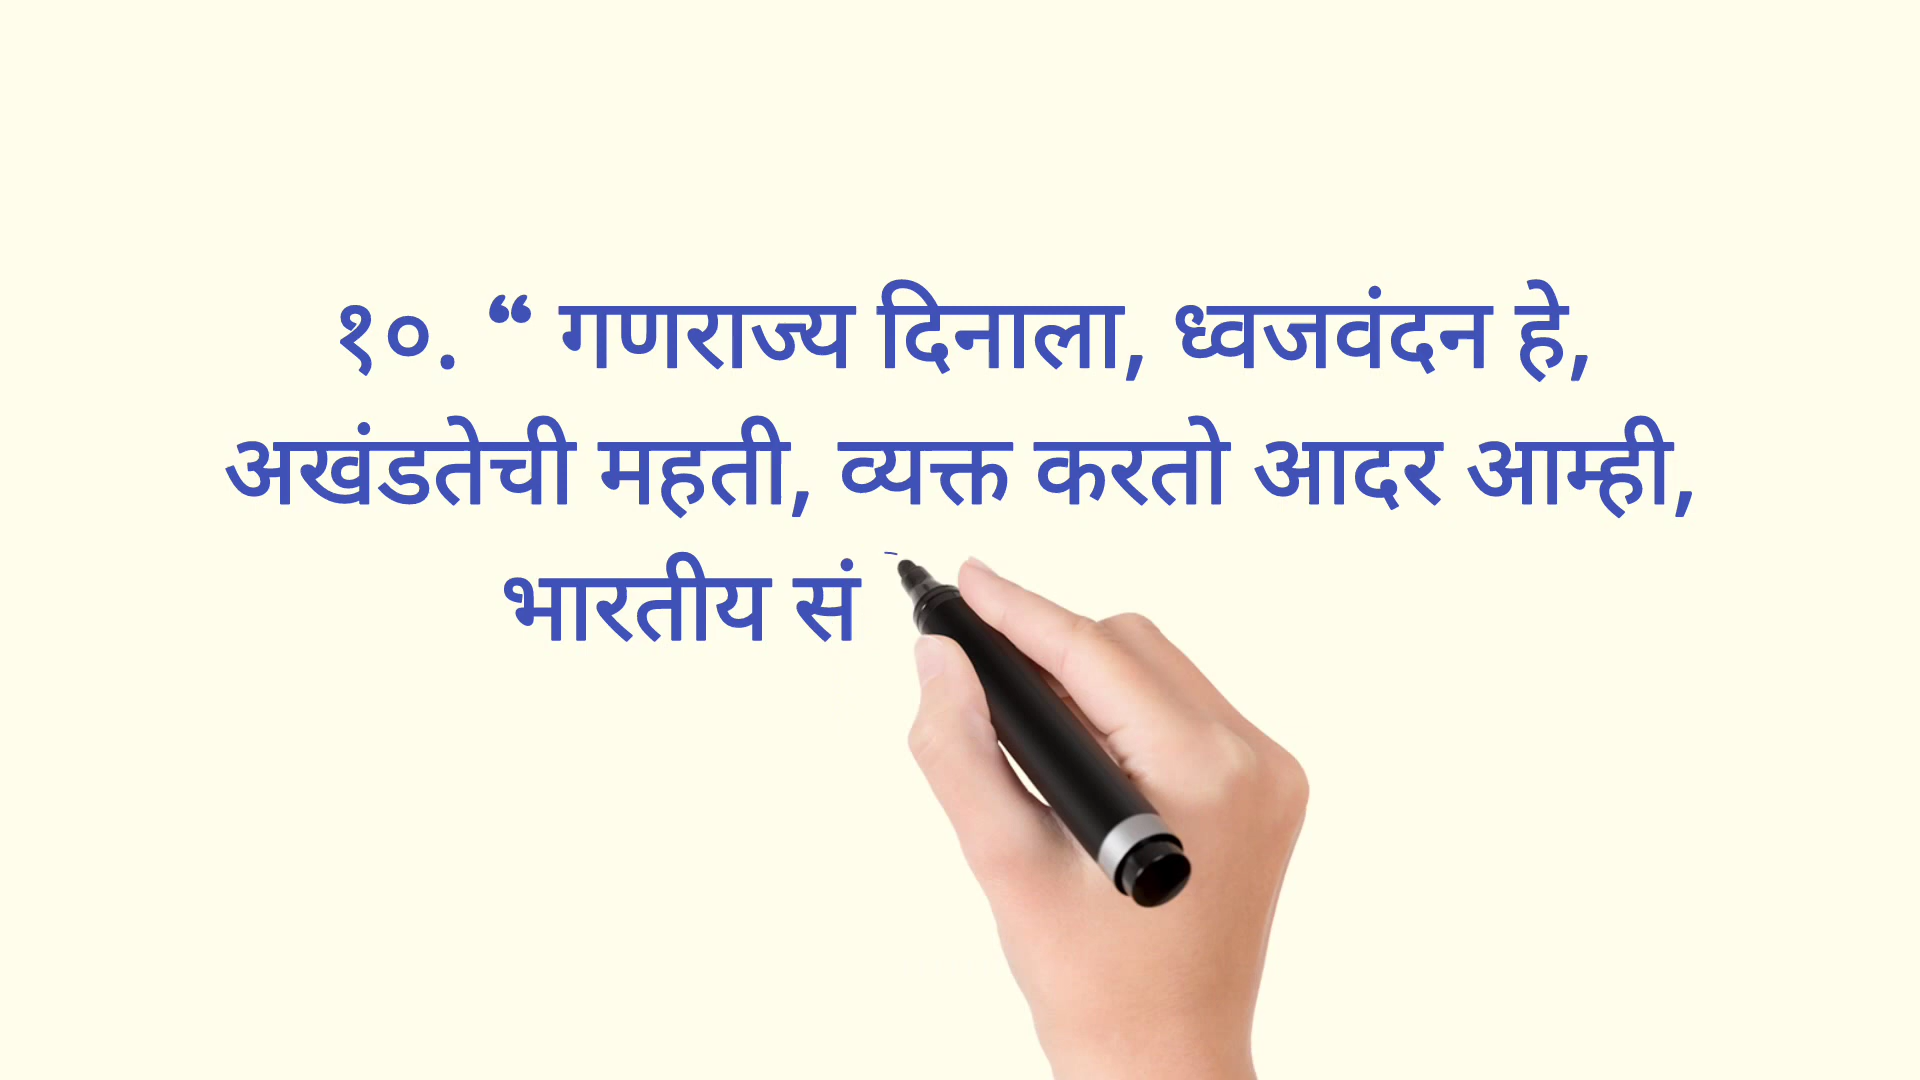 १०. “ गणराज्य दिनाला, ध्वजवंदन हे,
अखंडतेची महती, व्यक्त करतो आदर आम्ही,
भारतीय सं